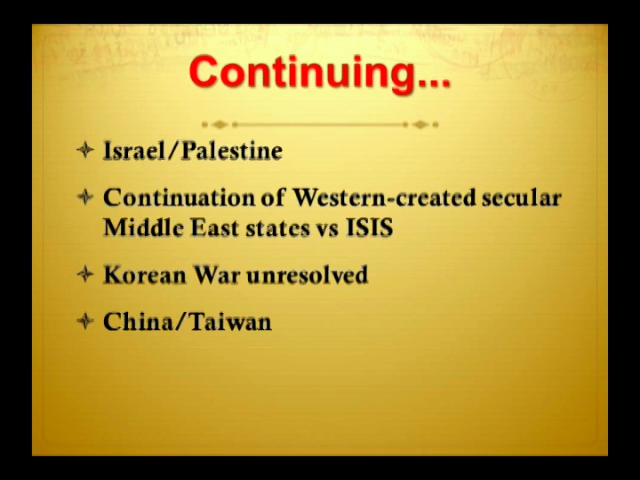 Continuing...
Israel/Palestine
Continuation of Western-created secular
Middle East states vs ISIS
Korean War unresolved
China/Taiwan